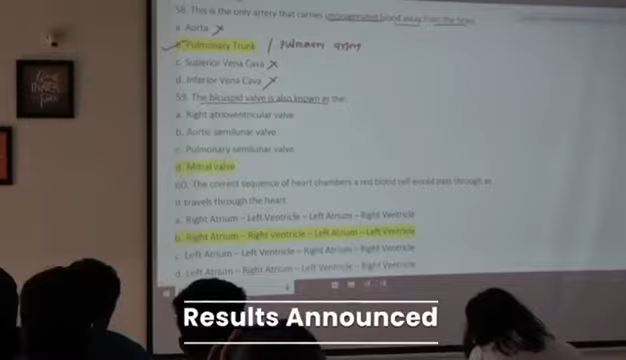 58. This is the only artery that carries unoxygenated blood away from the heart.
a. Aorta
b. Pulmonary Trunk / Pulmonary artery
c. Superior Vena Cava
d. Inferior Vena Cava
59. The bicuspid valve is also known as the:
a. Right atrioventricular valve
b. Aortic semilunar valve
c. Pulmonary semilunar valve
d. Mitral valve
60. The correct sequence of heart chambers a red blood cell would pass through as
it travels through the heart
a. Right Atrium – Left Ventricle – Left Atrium – Right Ventricle
b. Right Atrium – Right Ventricle – Left Atrium – Left Ventricle
c. Left Atrium – Left Ventricle – Right Atrium – Right Ventricle
d. Left Atrium – Right Atrium – Left Ventricle – Right Ventricle
Results Announced